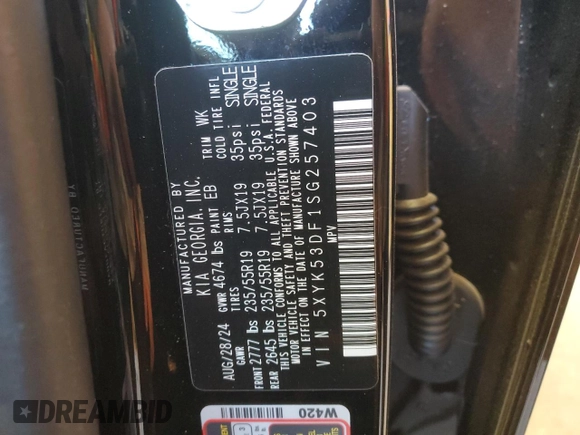 MANUFACTURED BY
KIA GEORGIA, INC.
AUG/28/24 GVWR 4674 lbs PAINT EB TRIM WK
GAWR TIRES RIMS COLD TIRE INFL
FRONT 2777 lbs 235/55R19 7.5JX19 35psi SINGLE
REAR 2645 lbs 235/55R19 7.5JX19 35psi SINGLE
THIS VEHICLE CONFORMS TO ALL APPLICABLE U.S.A. FEDERAL
MOTOR VEHICLE SAFETY AND THEFT PREVENTION STANDARDS
IN EFFECT ON THE DATE OF MANUFACTURE SHOWN ABOVE
VIN 5XYK53DF1SG257403
MPV
W420
DREAMBID